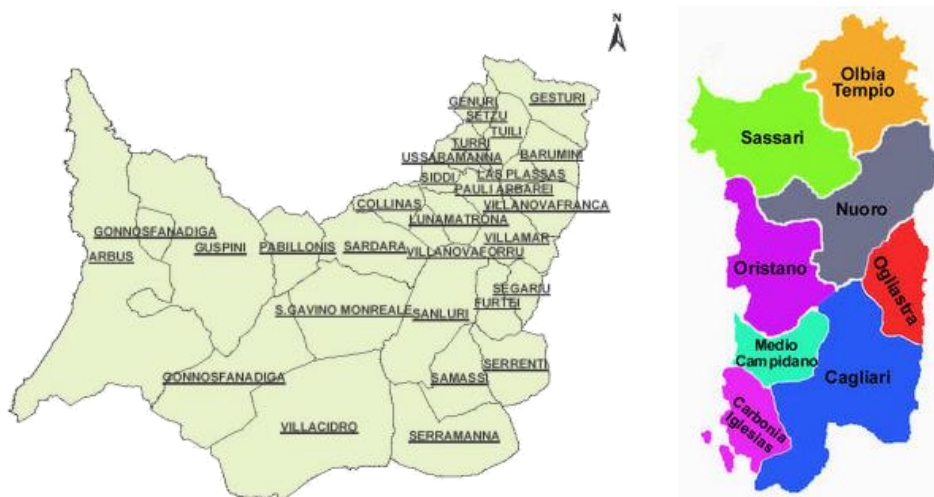 N
GENURI
GESTURI
SETZU
TUILI
TURRI
USSARAMANNA
BARUMINI
SIDDI
LAS PLASSAS
PAULI ARBAREI
COLLINAS
VILLANOVAFRANCA
LUNAMATRONA
GONNOSFANADIGA
GUSPINI
PABILLONIS
SARDARA
VILLANOVAFORRU
VILLAMAR
ARBUS
SEGARIU
FURTEI
S.GAVINO MONREALE
SANLURI
SERRENTI
GONNOSFANADIGA
SAMASSI
VILLACIDRO
SERRAMANNA
Olbia
Tempio
Sassari
Nuoro
Oristano
Ogliastra
Medio
Campidano
Cagliari
Carbonia
Iglesias